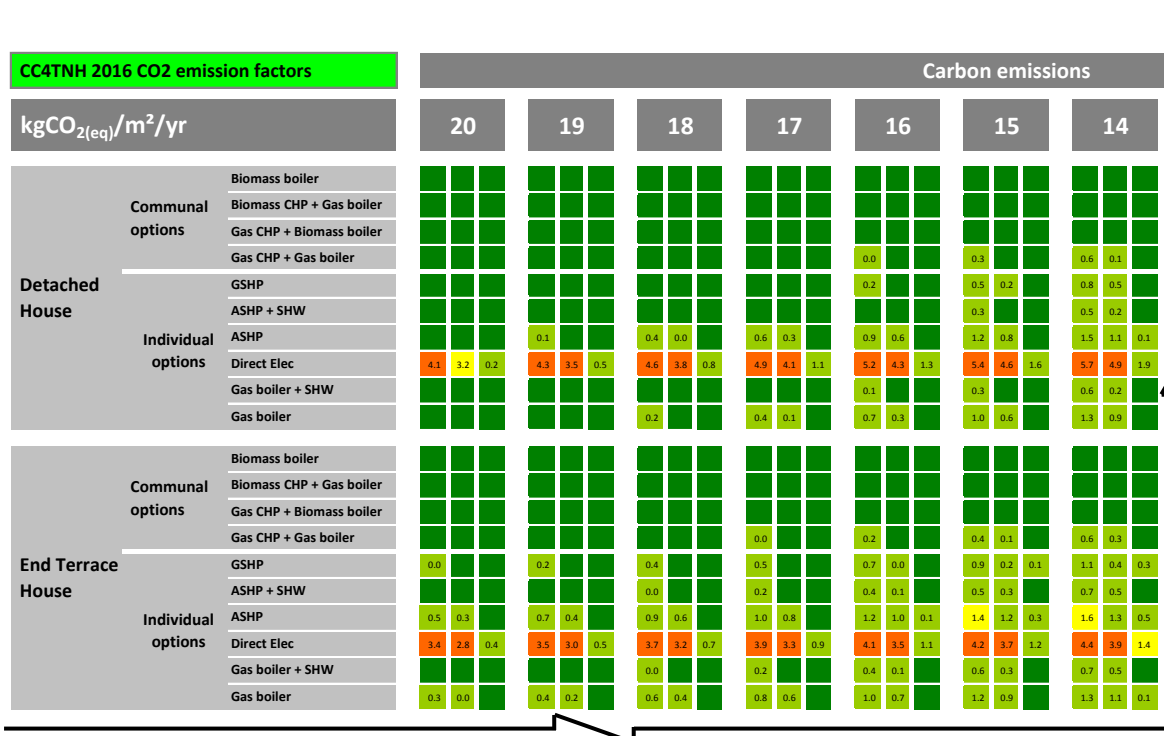 CC4TNH 2016 CO2 emission factors
Carbon emissions
kgCO2(eq)/m²/yr 20 19 18 17 16 15 14
Detached House
Communal options
Biomass boiler
Biomass CHP + Gas boiler
Gas CHP + Biomass boiler
Gas CHP + Gas boiler 0.0 0.3 0.6 0.1
Individual options
GSHP 0.2 0.5 0.2 0.8 0.5
ASHP + SHW 0.3 0.5 0.2
ASHP 0.1 0.4 0.0 0.6 0.3 0.9 0.6 1.2 0.8 1.5 1.1 0.1
Direct Elec 4.1 3.2 0.2 4.3 3.5 0.5 4.6 3.8 0.8 4.9 4.1 1.1 5.2 4.3 1.3 5.4 4.6 1.6 5.7 4.9 1.9
Gas boiler + SHW 0.1 0.3 0.6 0.2
Gas boiler 0.2 0.4 0.1 0.7 0.3 1.0 0.6 1.3 0.9
End Terrace House
Communal options
Biomass boiler
Biomass CHP + Gas boiler
Gas CHP + Biomass boiler
Gas CHP + Gas boiler 0.0 0.2 0.4 0.1 0.6 0.3
Individual options
GSHP 0.0 0.2 0.4 0.5 0.7 0.0 0.9 0.2 0.1 1.1 0.4 0.3
ASHP + SHW 0.0 0.2 0.4 0.1 0.5 0.3 0.7 0.5
ASHP 0.5 0.3 0.7 0.4 0.9 0.6 1.0 0.8 1.2 1.0 0.1 1.4 1.2 0.3 1.6 1.3 0.5
Direct Elec 3.4 2.8 0.4 3.5 3.0 0.5 3.7 3.2 0.7 3.9 3.3 0.9 4.1 3.5 1.1 4.2 3.7 1.2 4.4 3.9 1.4
Gas boiler + SHW 0.0 0.2 0.4 0.1 0.6 0.3 0.7 0.5
Gas boiler 0.3 0.0 0.4 0.2 0.6 0.4 0.8 0.6 1.0 0.7 1.2 0.9 1.3 1.1 0.1